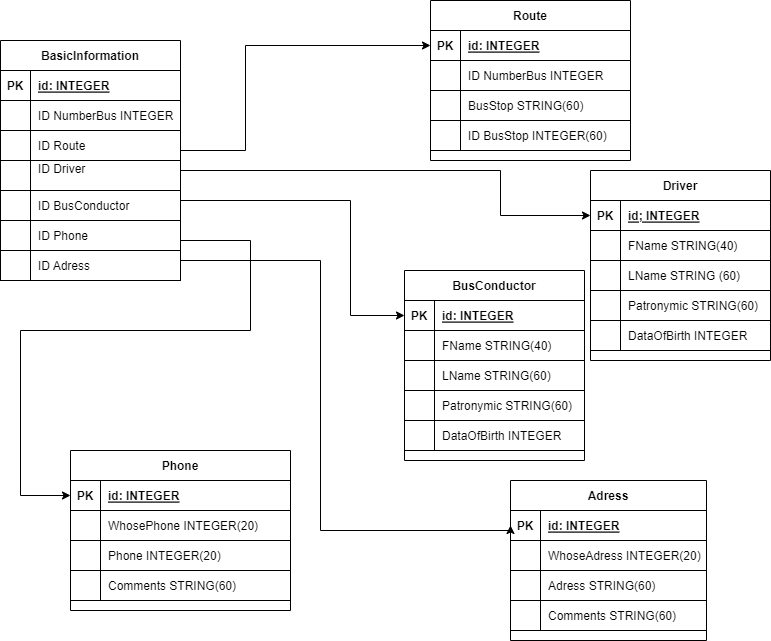 BasicInformation
PK id: INTEGER
ID NumberBus INTEGER
ID Route
ID Driver
ID BusConductor
ID Phone
ID Adress
Route
PK id: INTEGER
ID NumberBus INTEGER
BusStop STRING(60)
ID BusStop INTEGER(60)
Driver
PK id; INTEGER
FName STRING(40)
LName STRING (60)
Patronymic STRING(60)
DataOfBirth INTEGER
BusConductor
PK id: INTEGER
FName STRING(40)
LName STRING(60)
Patronymic STRING(60)
DataOfBirth INTEGER
Phone
PK id: INTEGER
WhosePhone INTEGER(20)
Phone INTEGER(20)
Comments STRING(60)
Adress
PK id: INTEGER
WhoseAdress INTEGER(20)
Adress STRING(60)
Comments STRING(60)